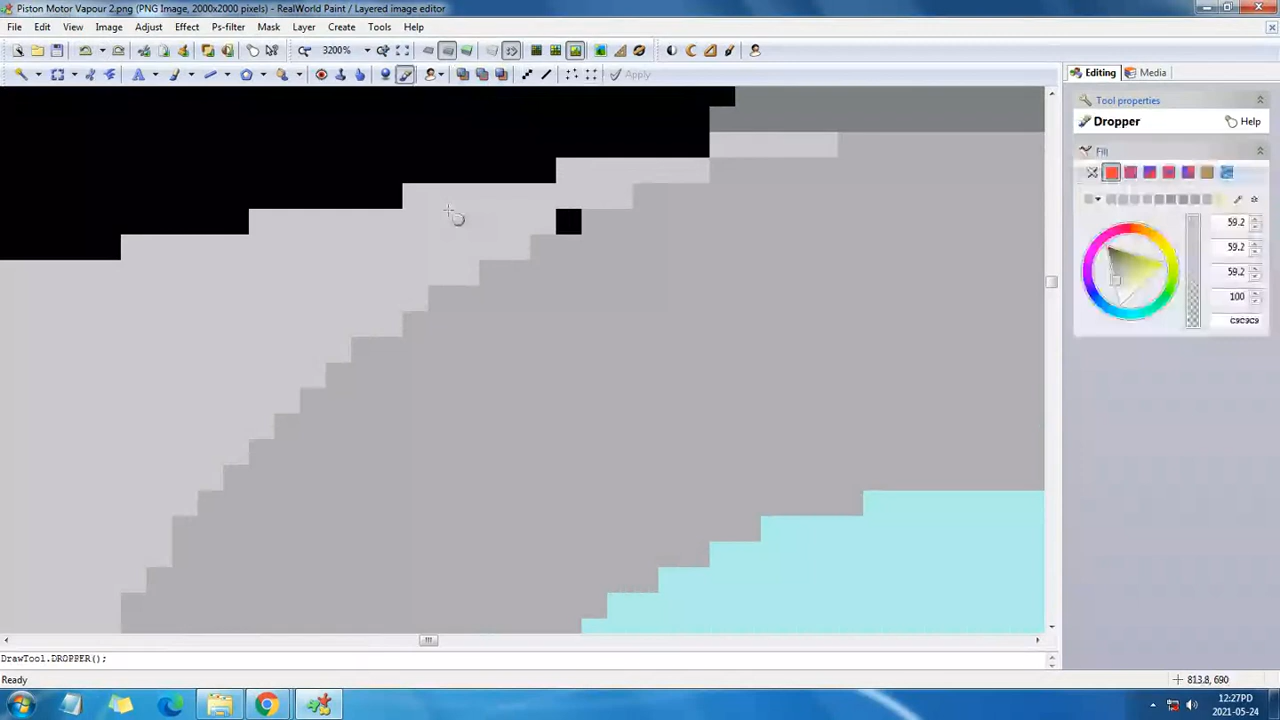 Piston Motor Vapour 2.png (PNG Image, 2000x2000 pixels) - RealWorld Paint / Layered image editor
File Edit View Image Adjust Effect Ps-filter Mask Layer Create Tools Help
3200%
Apply
Editing Media
Tool properties
Dropper Help
Fill
59.2
59.2
59.2
100
C9C9C9
DrawTool.DROPPER();
Ready 813.8, 690
12:27PD
2021-05-24